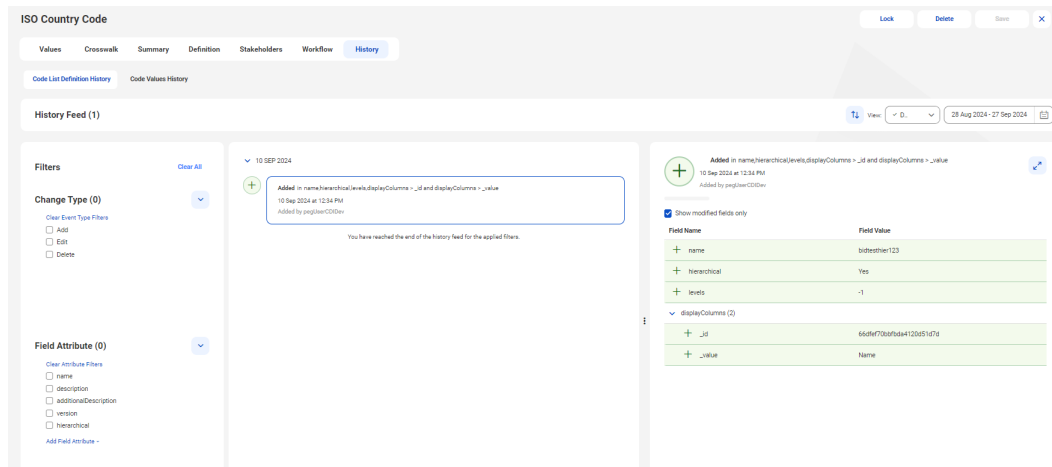 ISO Country Code
Lock Delete Save
Values Crosswalk Summary Definition Stakeholders Workflow History
Code List Definition History Code Values History
History Feed (1)
View: D.. 28 Aug 2024 - 27 Sep 2024
Filters Clear All
Change Type (0)
Clear Event Type Filters
Add
Edit
Delete
Field Attribute (0)
Clear Attribute Filters
name
description
additionalDescription
version
hierarchical
Add Field Attribute ~
10 SEP 2024
Added in name,hierarchical,levels,displayColumns > _id and displayColumns > _value
10 Sep 2024 at 12:34 PM
Added by pegUserCDIDev
You have reached the end of the history feed for the applied filters.
Added in name,hierarchical,levels,displayColumns > _id and displayColumns > _value
10 Sep 2024 at 12:34 PM
Added by pegUserCDIDev
Show modified fields only
Field Name Field Value
name bidtesthier123
hierarchical Yes
levels -1
displayColumns (2)
_id 66dfef70bbfbda4120d51d7d
_value Name